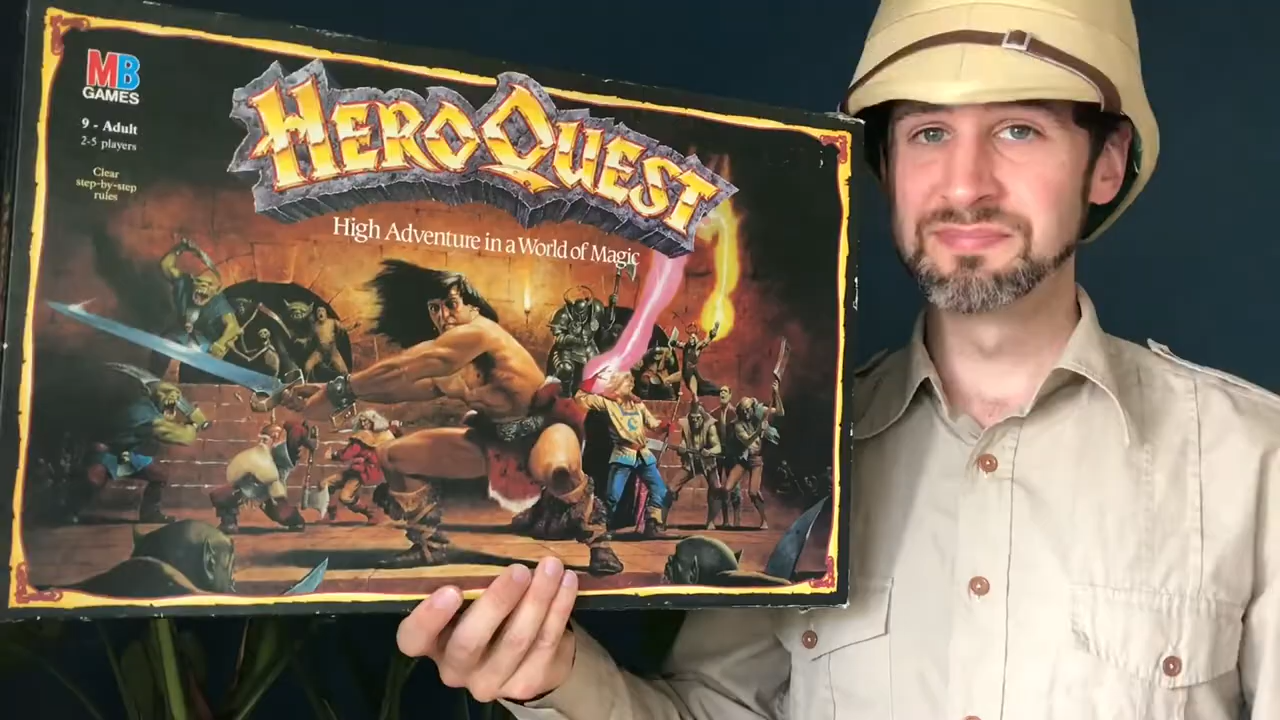 MB
GAMES
9 - Adult
2-5 players
Clear
step-by-step
rules
HEROQUEST
High Adventure in a World of Magic